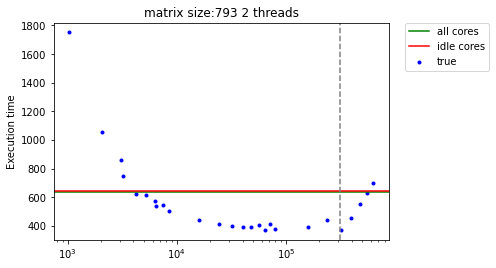 matrix size:793 2 threads
1800
1600
1400
1200
1000
800
600
400
Execution time
10³
10⁴
10⁵
all cores
idle cores
true